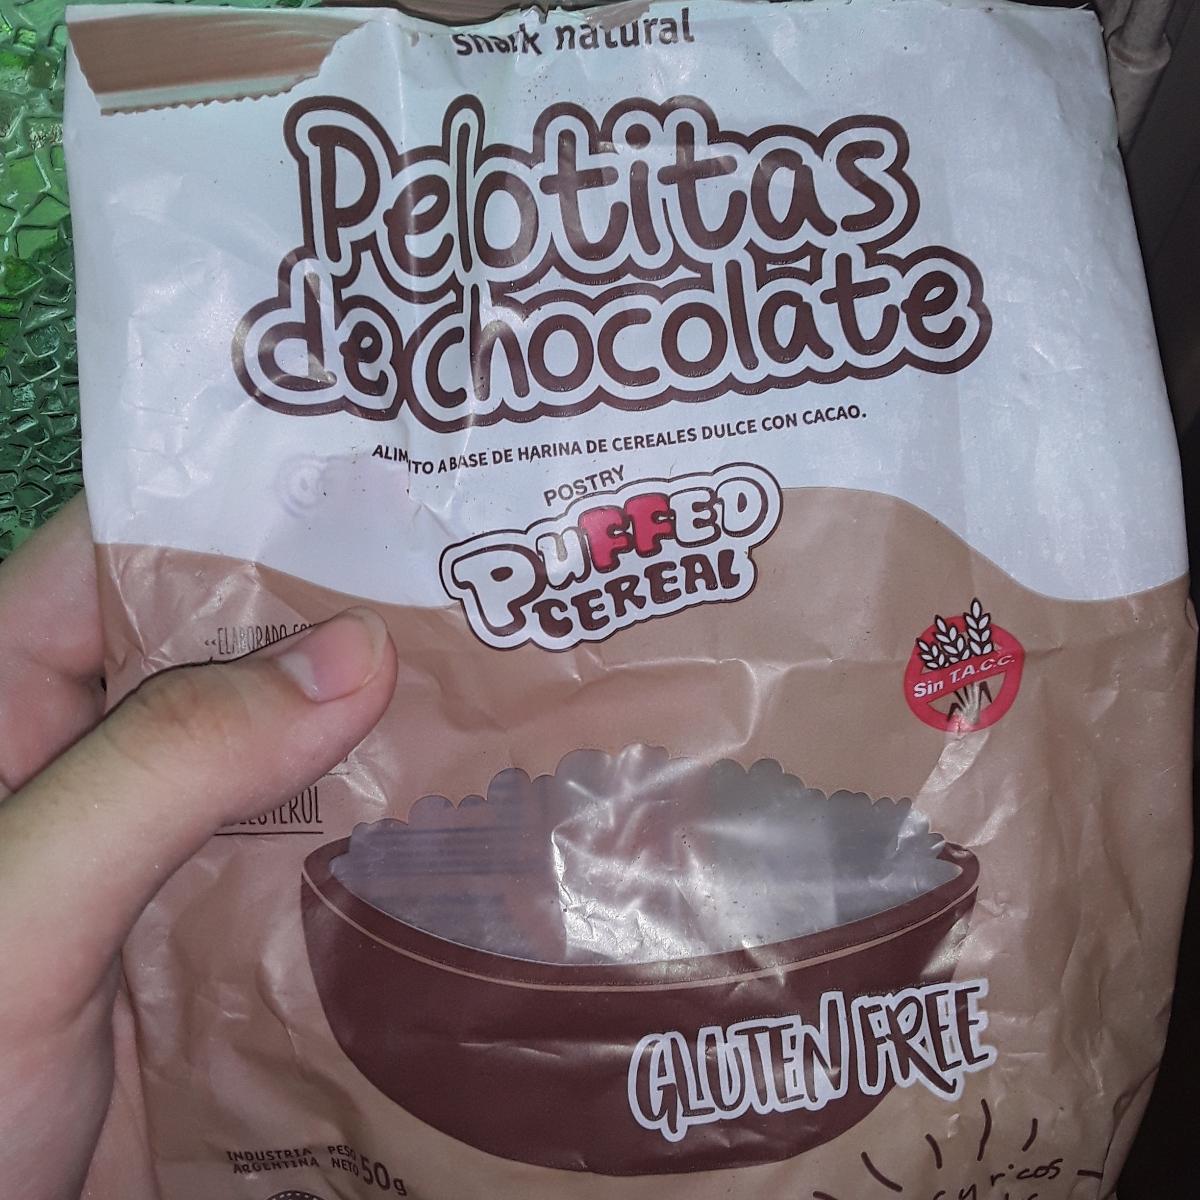 snack natural
Pelotitas
de chocolate
ALIMENTO A BASE DE HARINA DE CEREALES DULCE CON CACAO.
POSTRY
PUFFED
CEREAL
“ELABORADO
Sin T.A.C.C.
GLUTEN FREE
INDUSTRIA
ARGENTINA
PESO
NETO 50g